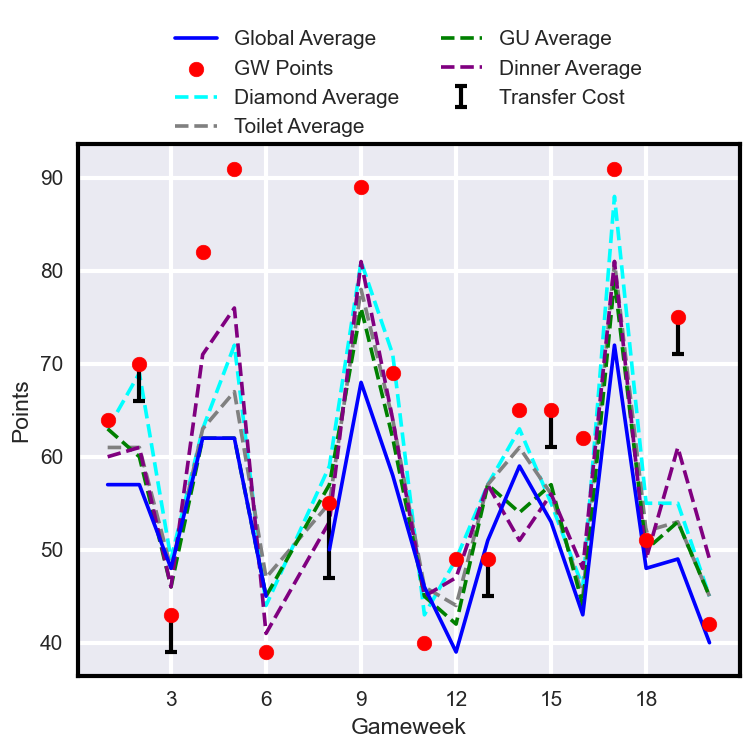 Global Average
GW Points
Diamond Average
Toilet Average
GU Average
Dinner Average
Transfer Cost
90
80
70
60
50
40
Points
3 6 9 12 15 18
Gameweek